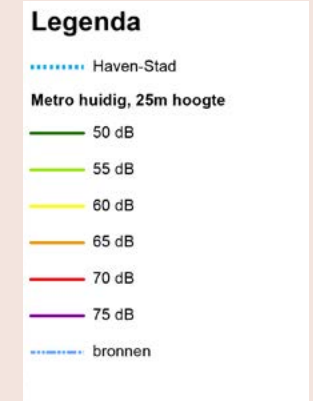 Legenda
Haven-Stad
Metro huidig, 25m hoogte
50 dB
55 dB
60 dB
65 dB
70 dB
75 dB
bronnen